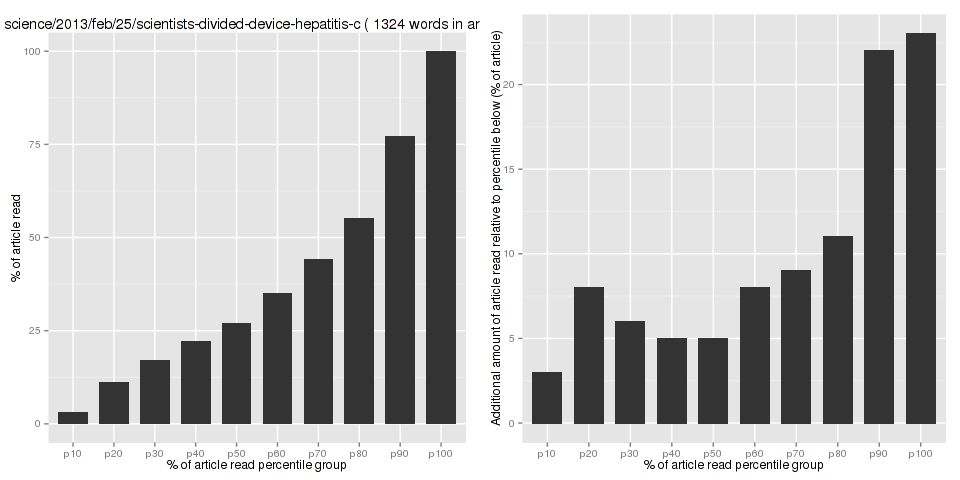 science/2013/feb/25/scientists-divided-device-hepatitis-c ( 1324 words in ar
% of article read
100
75
50
25
0
p10 p20 p30 p40 p50 p60 p70 p80 p90 p100
% of article read percentile group
Additional amount of article read relative to percentile below (% of article)
20
15
10
5
0
p10 p20 p30 p40 p50 p60 p70 p80 p90 p100
% of article read percentile group